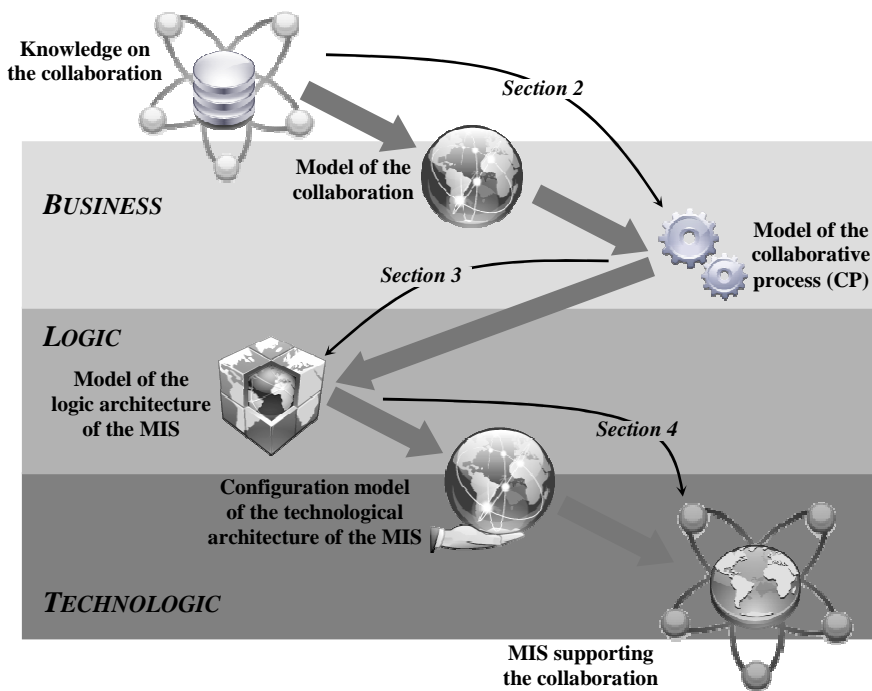 Knowledge on
the collaboration
Section 2
Model of the
collaboration
BUSINESS
Model of the
collaborative
process (CP)
Section 3
LOGIC
Model of the
logic architecture
of the MIS
Section 4
Configuration model
of the technological
architecture of the MIS
TECHNOLOGIC
MIS supporting
the collaboration